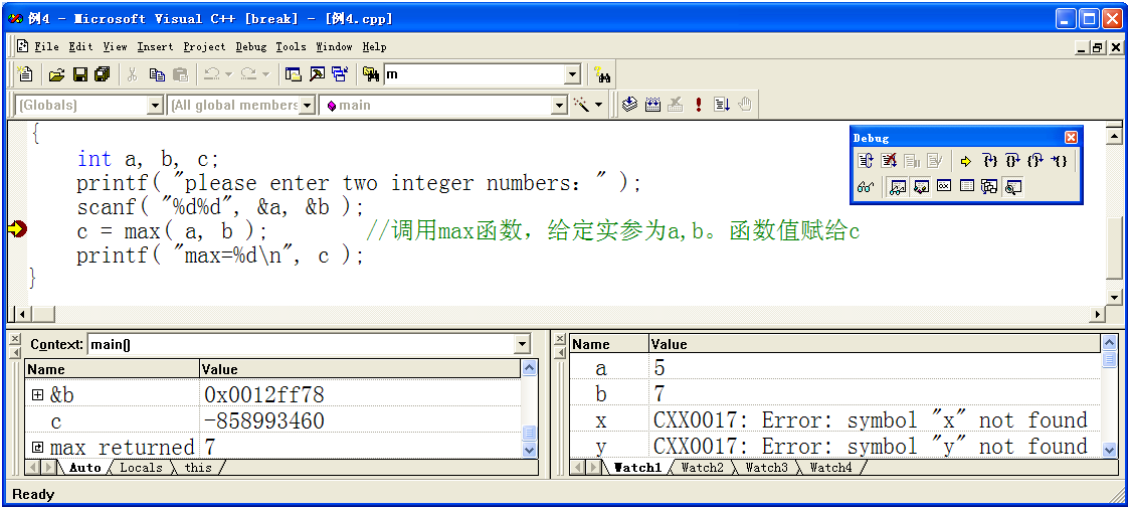 例4 - Microsoft Visual C++ [break] - [例4.cpp]
File Edit View Insert Project Debug Tools Window Help
m
(Globals) (All global members main
{
int a, b, c;
printf( "please enter two integer numbers: " );
scanf( "%d%d", &a, &b );
c = max( a, b ); //调用max函数，给定实参为a,b。函数值赋给c
printf( "max=%d\n", c );
}
Debug
Context: main()
Name Value
&b 0x0012ff78
c -858993460
max returned 7
Auto Locals this
Name Value
a 5
b 7
x CXX0017: Error: symbol "x" not found
y CXX0017: Error: symbol "y" not found
Watch1 Watch2 Watch3 Watch4
Ready